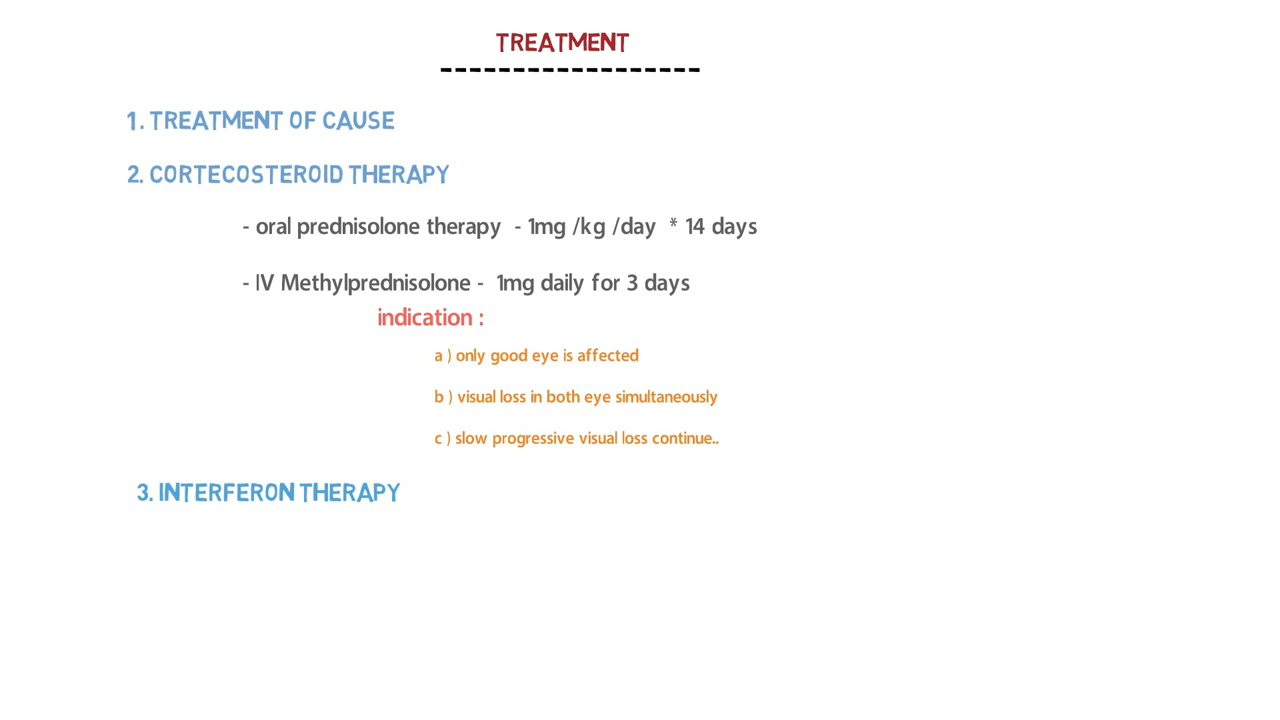 TREATMENT
------------------
1. TREATMENT OF CAUSE
2. CORTECOSTEROID THERAPY
- oral prednisolone therapy - 1mg /kg /day * 14 days
- IV Methylprednisolone - 1mg daily for 3 days
indication :
a ) only good eye is affected
b ) visual loss in both eye simultaneously
c ) slow progressive visual loss continue..
3. INTERFERON THERAPY